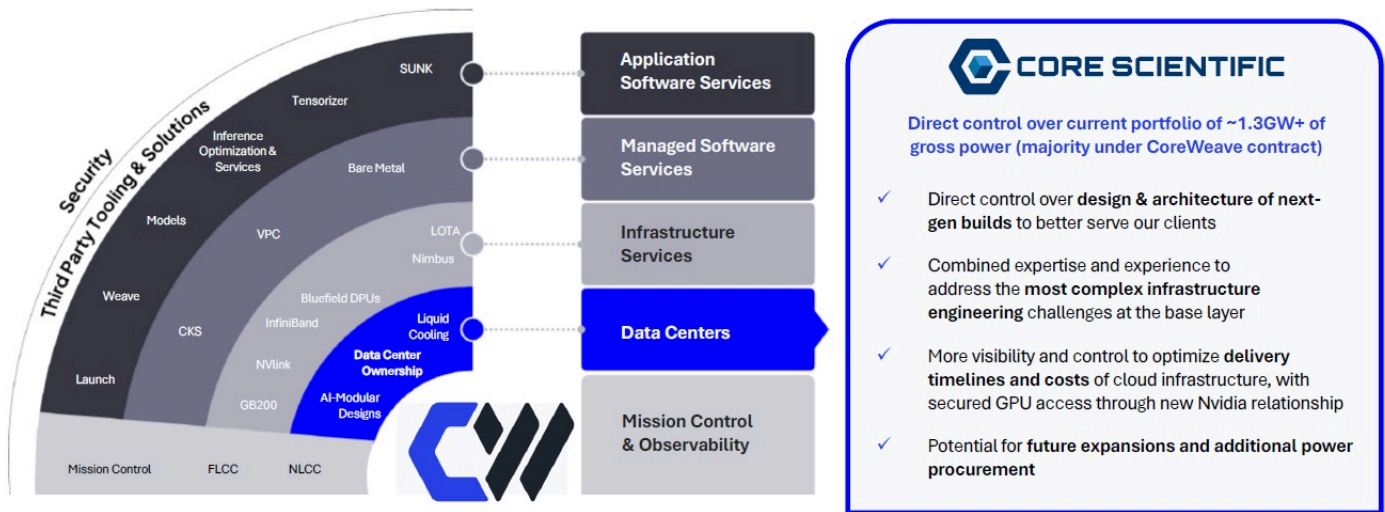 Security
Third Party Tooling & Solutions
SUNK
Tensorizer
Inference
Optimization &
Services
Models
Weave
Launch
Bare Metal
VPC
CKS
LOTA
Nimbus
Bluefield DPUs
InfiniBand
NVlink
GB200
Liquid
Cooling
Data Center
Ownership
AI-Modular
Designs
Mission Control
FLCC
NLCC
Application
Software Services
Managed Software
Services
Infrastructure
Services
Data Centers
Mission Control
& Observability
CORE SCIENTIFIC
Direct control over current portfolio of ~1.3GW+ of
gross power (majority under CoreWeave contract)
✓ Direct control over design & architecture of next-
gen builds to better serve our clients
✓ Combined expertise and experience to
address the most complex infrastructure
engineering challenges at the base layer
✓ More visibility and control to optimize delivery
timelines and costs of cloud infrastructure, with
secured GPU access through new Nvidia relationship
✓ Potential for future expansions and additional power
procurement